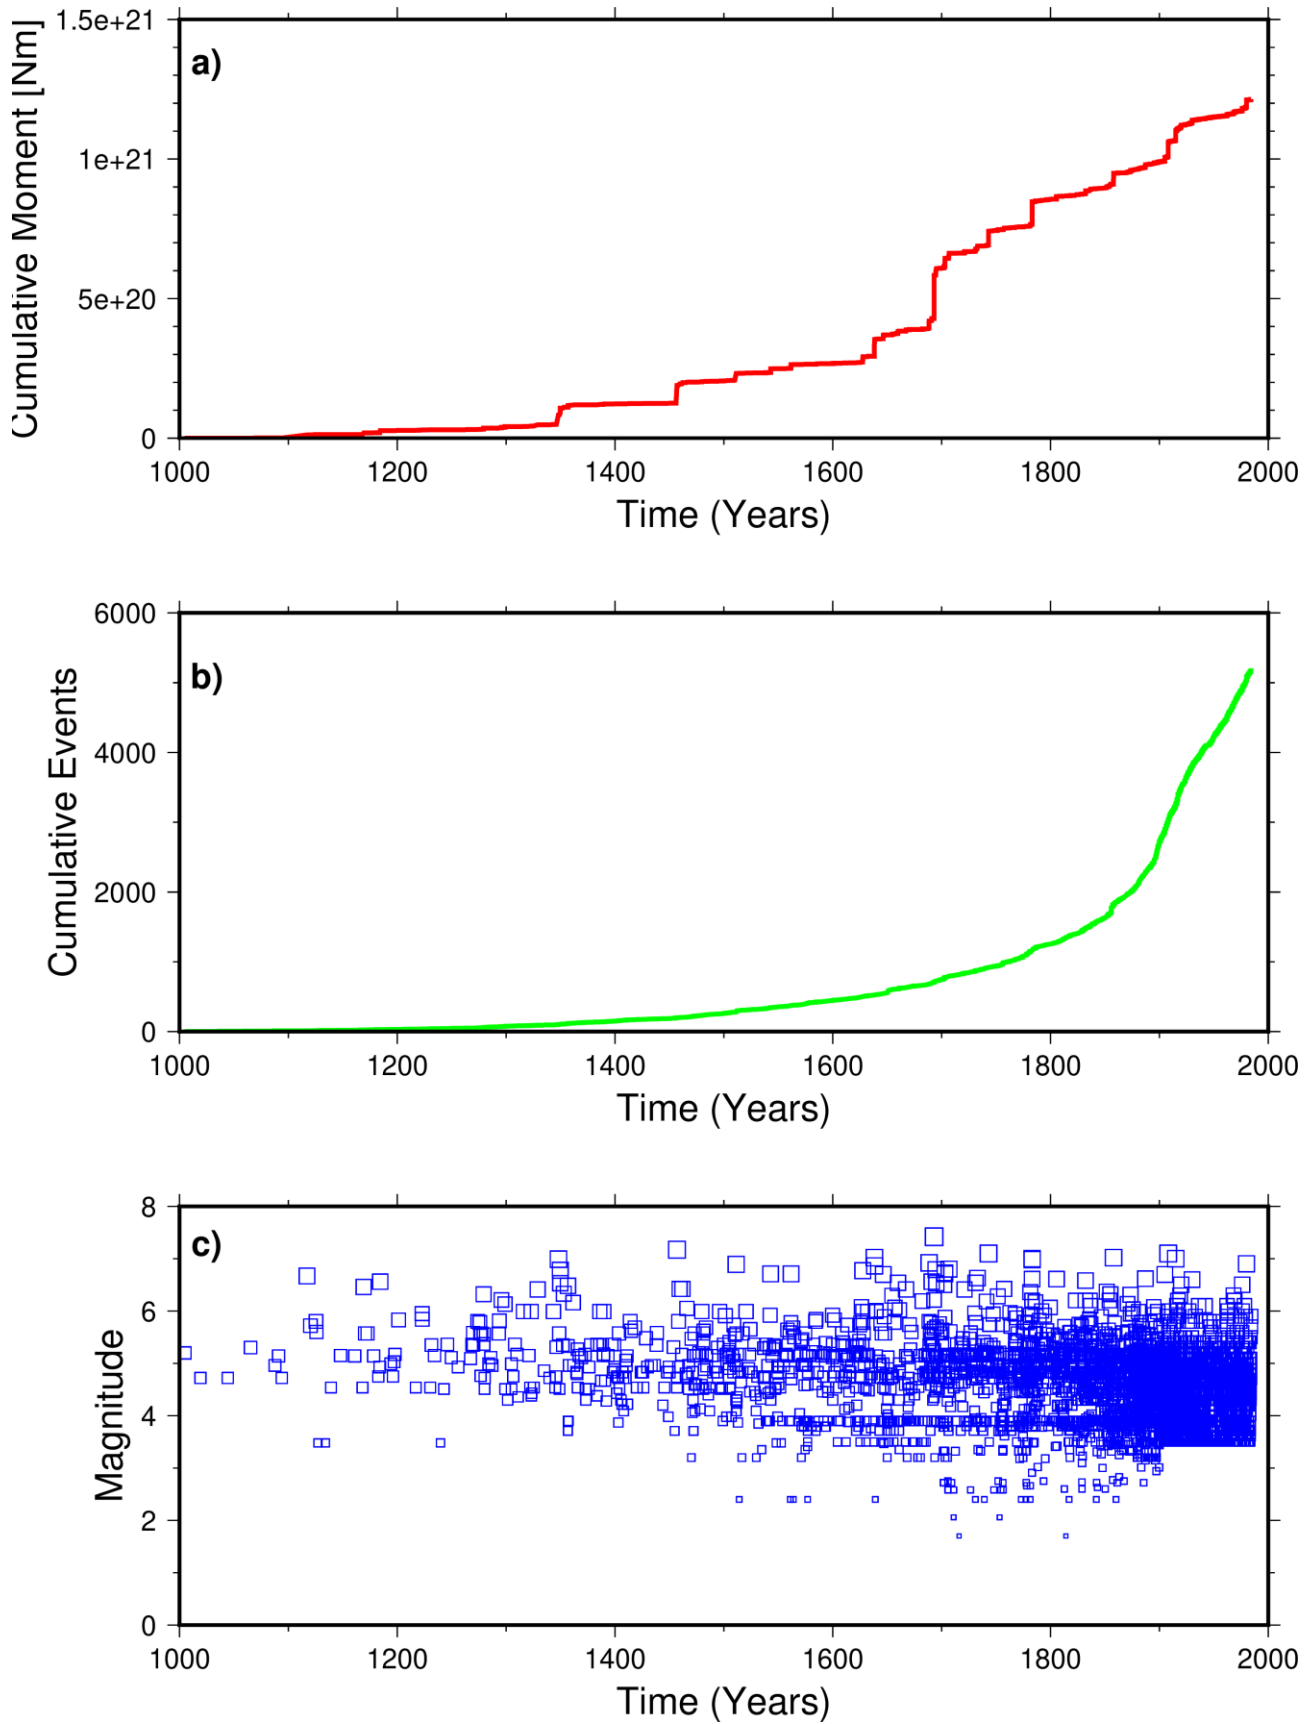 1.5e+21
a)
1e+21
5e+20
0
Cumulative Moment [Nm]
1000 1200 1400 1600 1800 2000
Time (Years)
6000
b)
4000
2000
0
Cumulative Events
1000 1200 1400 1600 1800 2000
Time (Years)
8
c)
6
4
2
0
Magnitude
1000 1200 1400 1600 1800 2000
Time (Years)